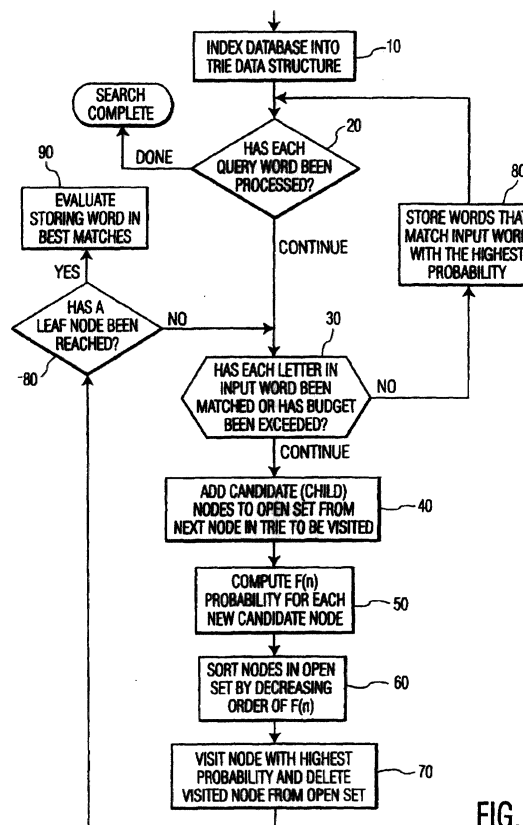 INDEX DATABASE INTO
TRIE DATA STRUCTURE
10
SEARCH
COMPLETE
20
HAS EACH
QUERY WORD BEEN
PROCESSED?
DONE
CONTINUE
90
EVALUATE
STORING WORD IN
BEST MATCHES
80
STORE WORDS THAT
MATCH INPUT WORD
WITH THE HIGHEST
PROBABILITY
YES
HAS A
LEAF NODE BEEN
REACHED?
NO
80
30
HAS EACH LETTER IN
INPUT WORD BEEN
MATCHED OR HAS BUDGET
BEEN EXCEEDED?
NO
CONTINUE
ADD CANDIDATE (CHILD)
NODES TO OPEN SET FROM
NEXT NODE IN TRIE TO BE VISITED
40
COMPUTE F(n)
PROBABILITY FOR EACH
NEW CANDIDATE NODE
50
SORT NODES IN OPEN
SET BY DECREASING
ORDER OF F(n)
60
VISIT NODE WITH HIGHEST
PROBABILITY AND DELETE
VISITED NODE FROM OPEN SET
70
FIG.